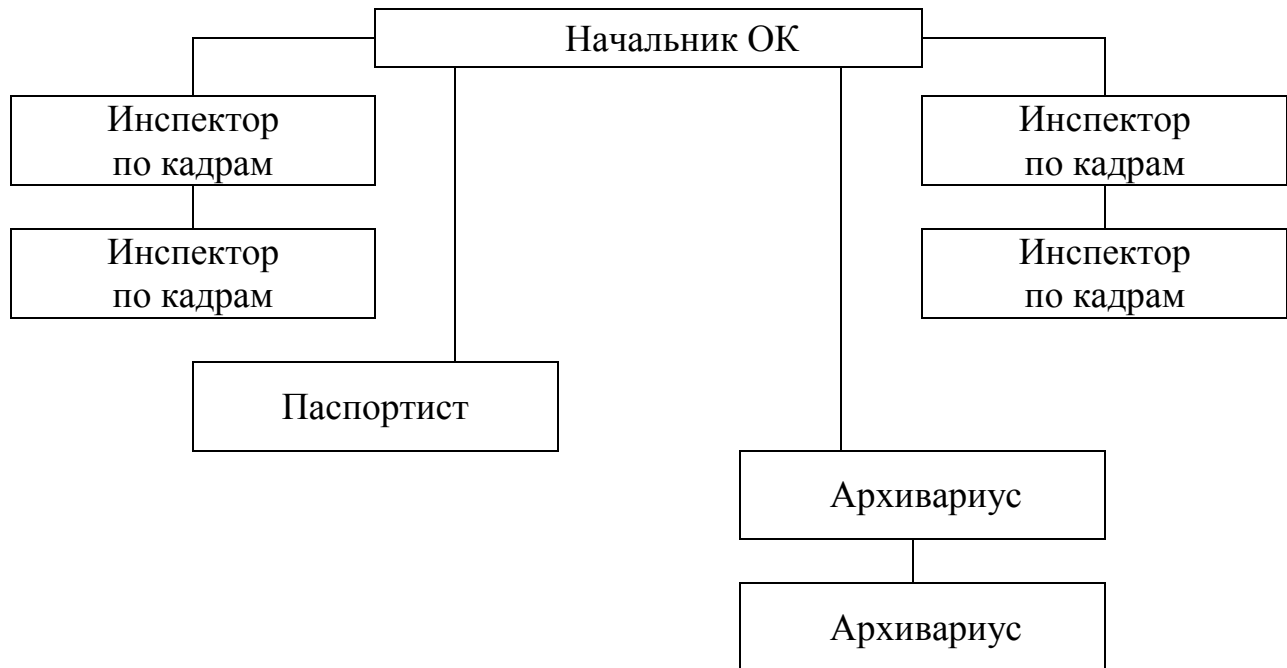 Начальник ОК
Инспектор
по кадрам
Инспектор
по кадрам
Инспектор
по кадрам
Инспектор
по кадрам
Паспортист
Архивариус
Архивариус